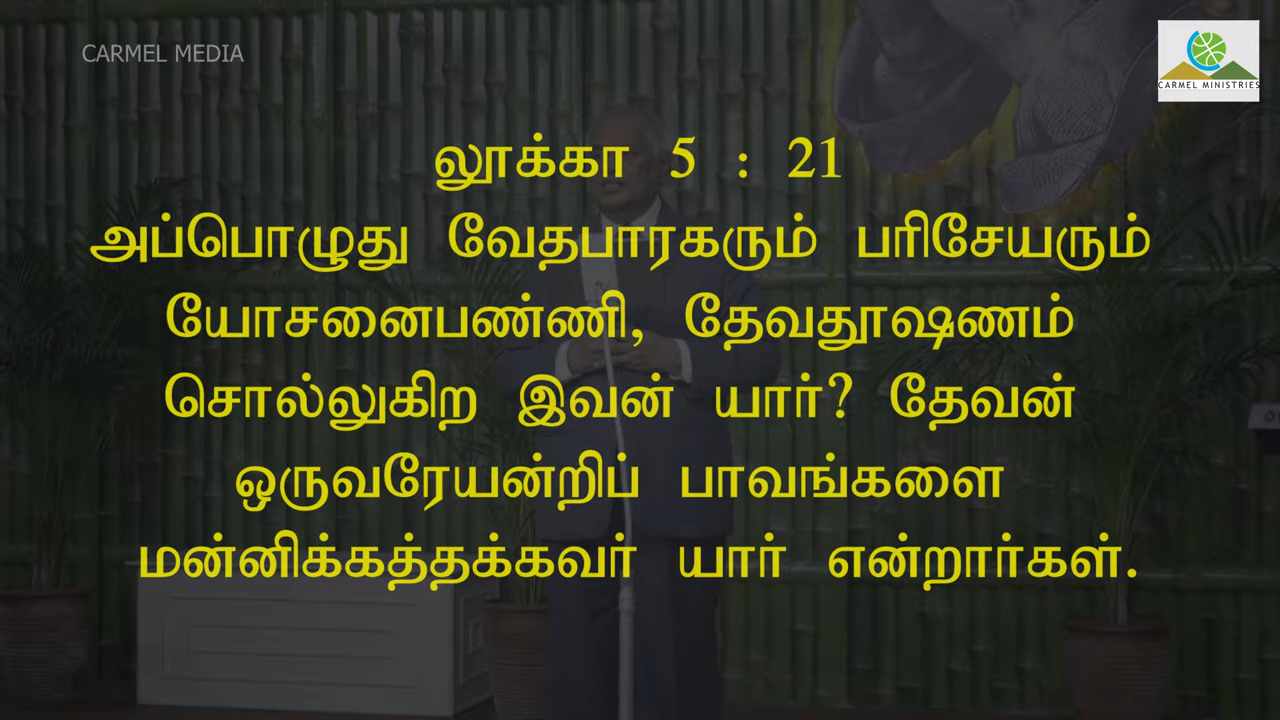 CARMEL MEDIA
CARMEL MINISTRIES
லூக்கா 5 : 21
அப்பொழுது வேதபாரகரும் பரிசேயரும்
யோசனைபண்ணி, தேவதூஷணம்
சொல்லுகிற இவன் யார்? தேவன்
ஒருவரேயன்றிப் பாவங்களை
மன்னிக்கத்தக்கவர் யார் என்றார்கள்.